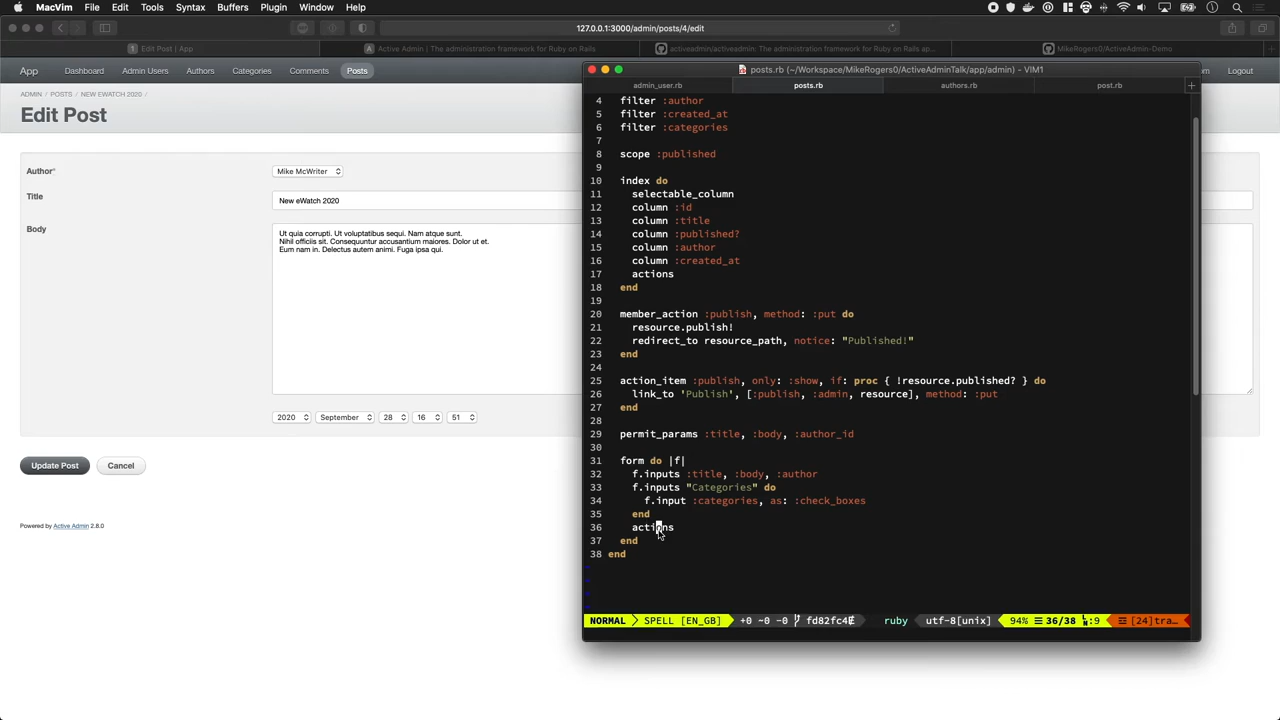 MacVim File Edit Tools Syntax Buffers Plugin Window Help
127.0.0.1:3000/admin/posts/4/edit
1 Edit Post | App
A Active Admin | The administration framework for Ruby on Rails
activeadmin/activeadmin: The administration framework for Ruby on Rails ap...
MikeRogers0/ActiveAdmin-Demo
App Dashboard Admin Users Authors Categories Comments Posts
Logout
ADMIN / POSTS / NEW EWATCH 2020 /
Edit Post
Author*
Mike McWriter
Title
New eWatch 2020
Body
Ut quia corrupti. Ut voluptatibus sequi. Nam atque sunt.
Nihil officiis sit. Consequuntur accusantium maiores. Dolor ut et.
Eum nam in. Delectus autem animi. Fuga ipsa qui.
2020 September 28 16 51
Update Post Cancel
Powered by Active Admin 2.8.0
posts.rb (~/Workspace/MikeRogers0/ActiveAdminTalk/app/admin) - VIM1
admin_user.rb posts.rb authors.rb post.rb +
4 filter :author
5 filter :created_at
6 filter :categories
7
8 scope :published
9
10 index do
11 selectable_column
12 column :id
13 column :title
14 column :published?
15 column :author
16 column :created_at
17 actions
18 end
19
20 member_action :publish, method: :put do
21 resource.publish!
22 redirect_to resource_path, notice: "Published!"
23 end
24
25 action_item :publish, only: :show, if: proc { !resource.published? } do
26 link_to 'Publish', [:publish, :admin, resource], method: :put
27 end
28
29 permit_params :title, :body, :author_id
30
31 form do |f|
32 f.inputs :title, :body, :author
33 f.inputs "Categories" do
34 f.input :categories, as: :check_boxes
35 end
36 actions
37 end
38 end
~
~
~
~
NORMAL SPELL [EN_GB] +0 ~0 -0 fd82fc4 ruby utf-8[unix] 94% 36/38 :9 [24]tra…